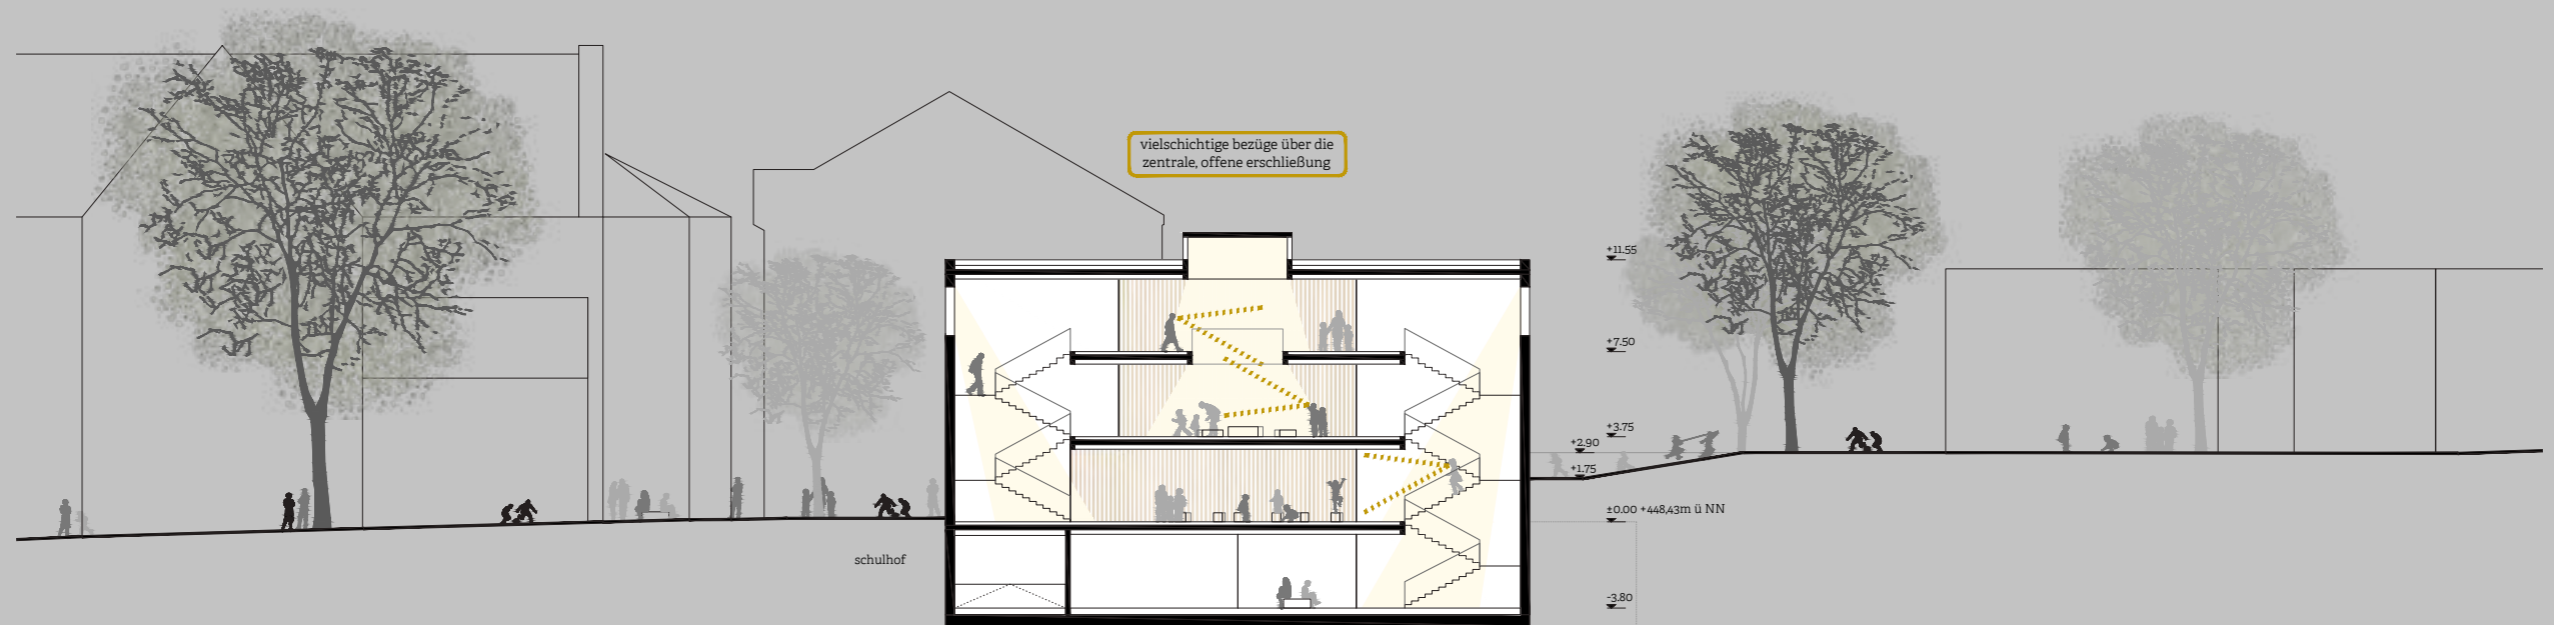 vielschichtige bezüge über die
zentrale, offene erschließung
+11.55
+7.50
+3.75
+2.90
+1.75
±0.00 +448,43m ü NN
schulhof
-3.80